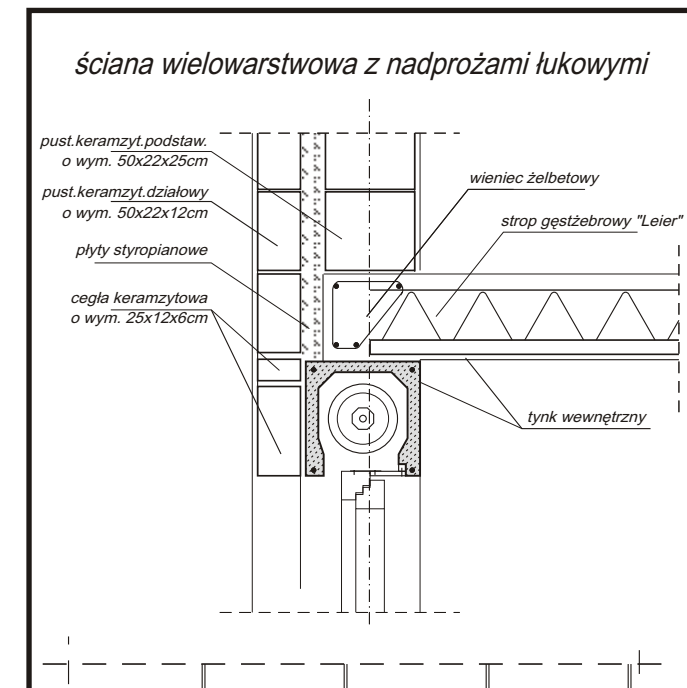 ściana wielowarstwowa z nadprożami łukowymi
pust.keramzyt.podstaw.
o wym. 50x22x25cm
pust.keramzyt.działowy
o wym. 50x22x12cm
płyty styropianowe
cegła keramzytowa
o wym. 25x12x6cm
wieniec żelbetowy
strop gęstżebrowy "Leier"
tynk wewnętrzny